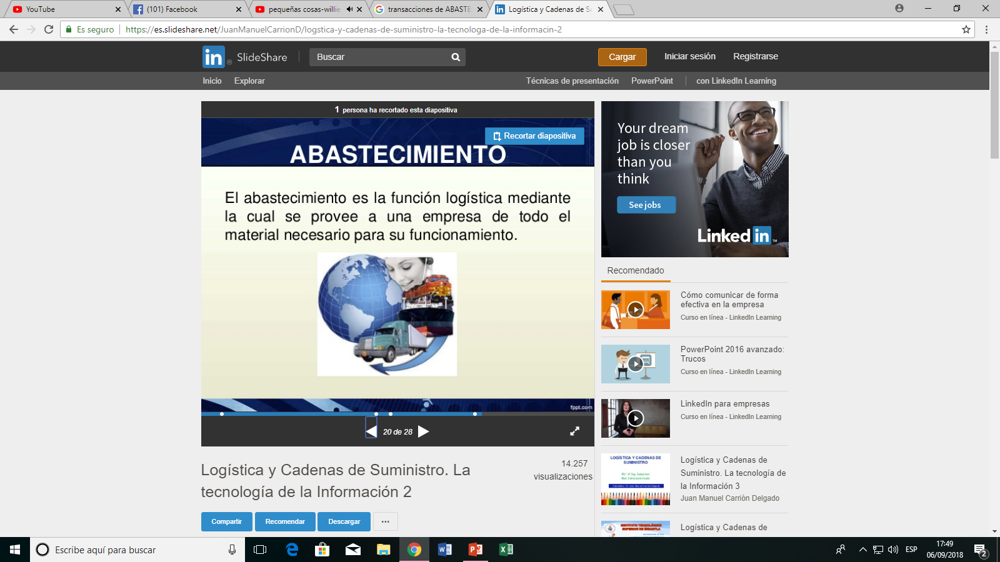 YouTube
(101) Facebook
pequeñas cosas-willie
transacciones de ABASTE
Logística y Cadenas de Su
Es seguro
https://es.slideshare.net/JuanManuelCarrionD/logstica-y-cadenas-de-suministro-la-tecnologa-de-la-informacin-2
in SlideShare
Buscar
Cargar
Iniciar sesión
Registrarse
Inicio
Explorar
Técnicas de presentación
PowerPoint
con LinkedIn Learning
1 persona ha recortado esta diapositiva
Recortar diapositiva
ABASTECIMIENTO
El abastecimiento es la función logística mediante
la cual se provee a una empresa de todo el
material necesario para su funcionamiento.
fppt.com
20 de 28
Logística y Cadenas de Suministro. La
tecnología de la Información 2
14.257
visualizaciones
Compartir
Recomendar
Descargar
Your dream
job is closer
than you
think
See jobs
Linked in
Recomendado
Cómo comunicar de forma
efectiva en la empresa
Curso en línea - LinkedIn Learning
PowerPoint 2016 avanzado:
Trucos
Curso en línea - LinkedIn Learning
LinkedIn para empresas
Curso en línea - LinkedIn Learning
LOGÍSTICA Y CADENAS DE
SUMINISTRO
Logística y Cadenas de
Suministro. La tecnología de
la Información 3
Juan Manuel Carrión Delgado
INSTITUTO TECNOLÓGICO
SUPERIOR DE MISANTLA
Logística y Cadenas de
Escribe aquí para buscar
ESP
17:49
06/09/2018
2